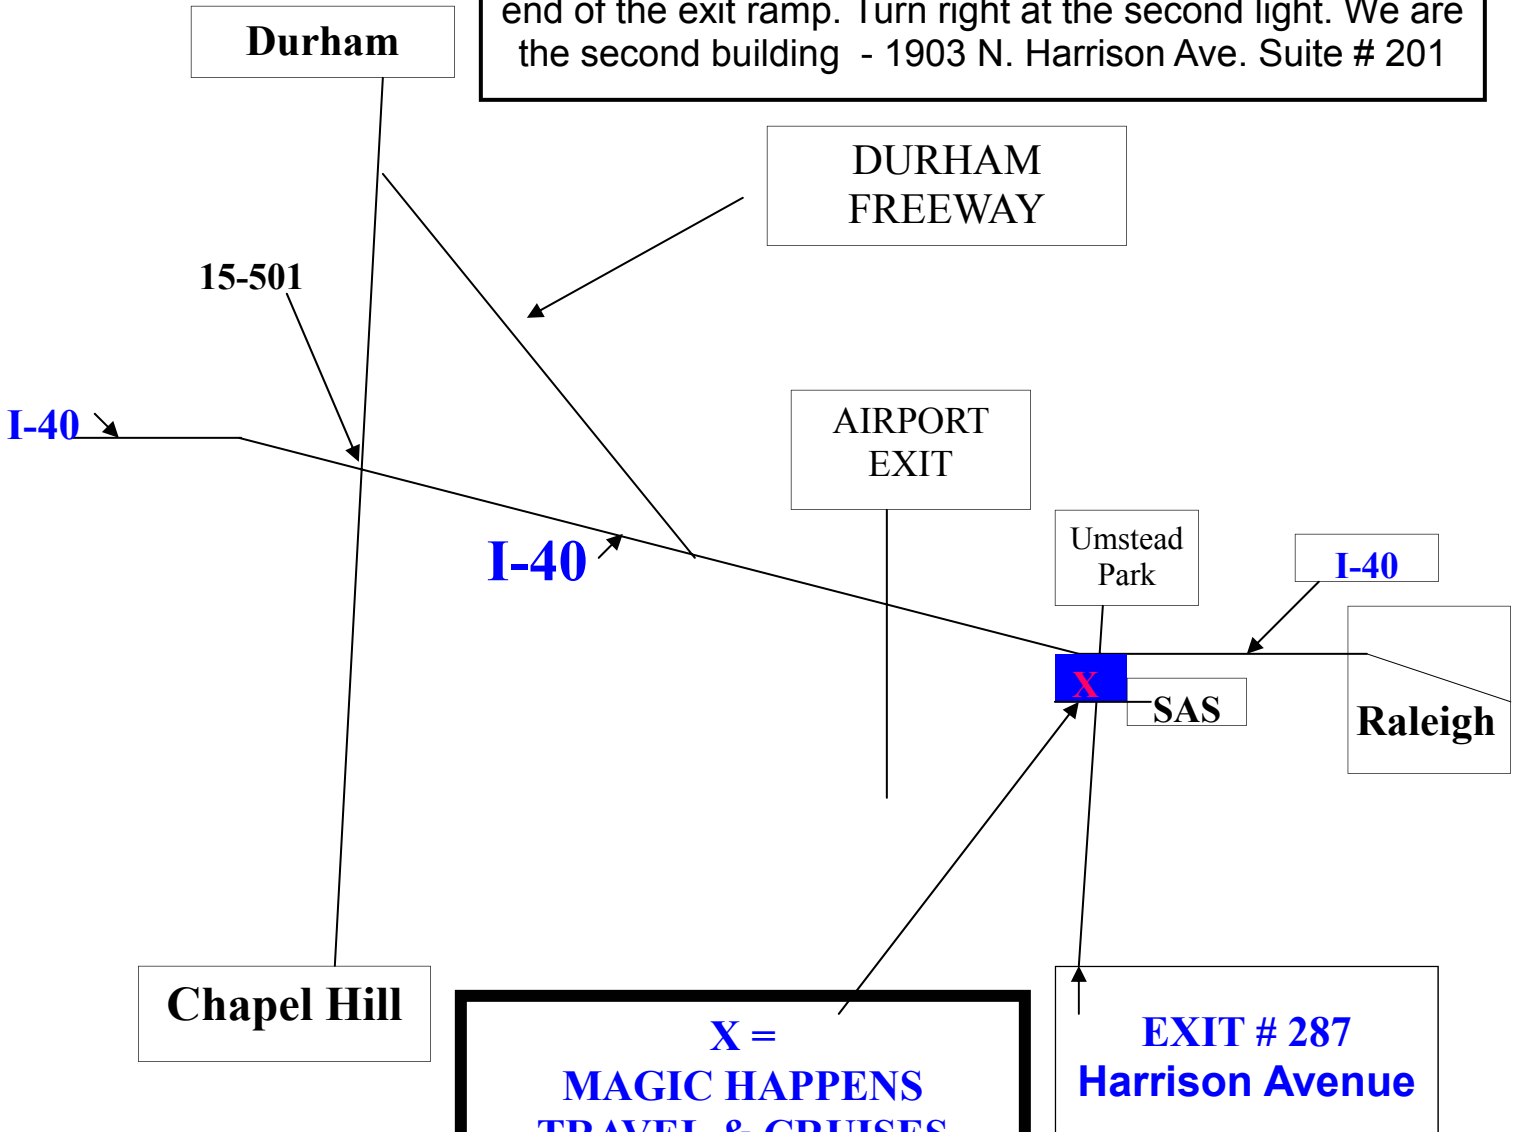 end of the exit ramp. Turn right at the second light. We are
the second building - 1903 N. Harrison Ave. Suite # 201
Durham
DURHAM
FREEWAY
15-501
I-40
AIRPORT
EXIT
I-40
Umstead
Park
I-40
X
SAS
Raleigh
Chapel Hill
X =
MAGIC HAPPENS
TRAVEL & CRUISES
EXIT # 287
Harrison Avenue